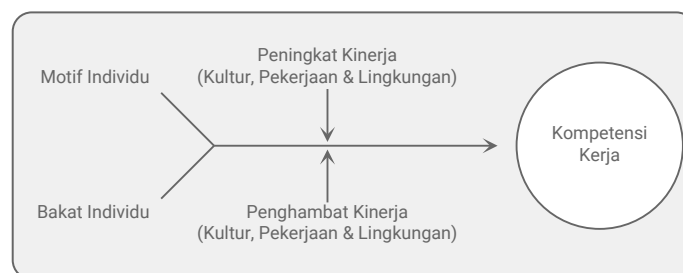 Peningkat Kinerja
(Kultur, Pekerjaan & Lingkungan)
Motif Individu
Kompetensi
Kerja
Bakat Individu
Penghambat Kinerja
(Kultur, Pekerjaan & Lingkungan)